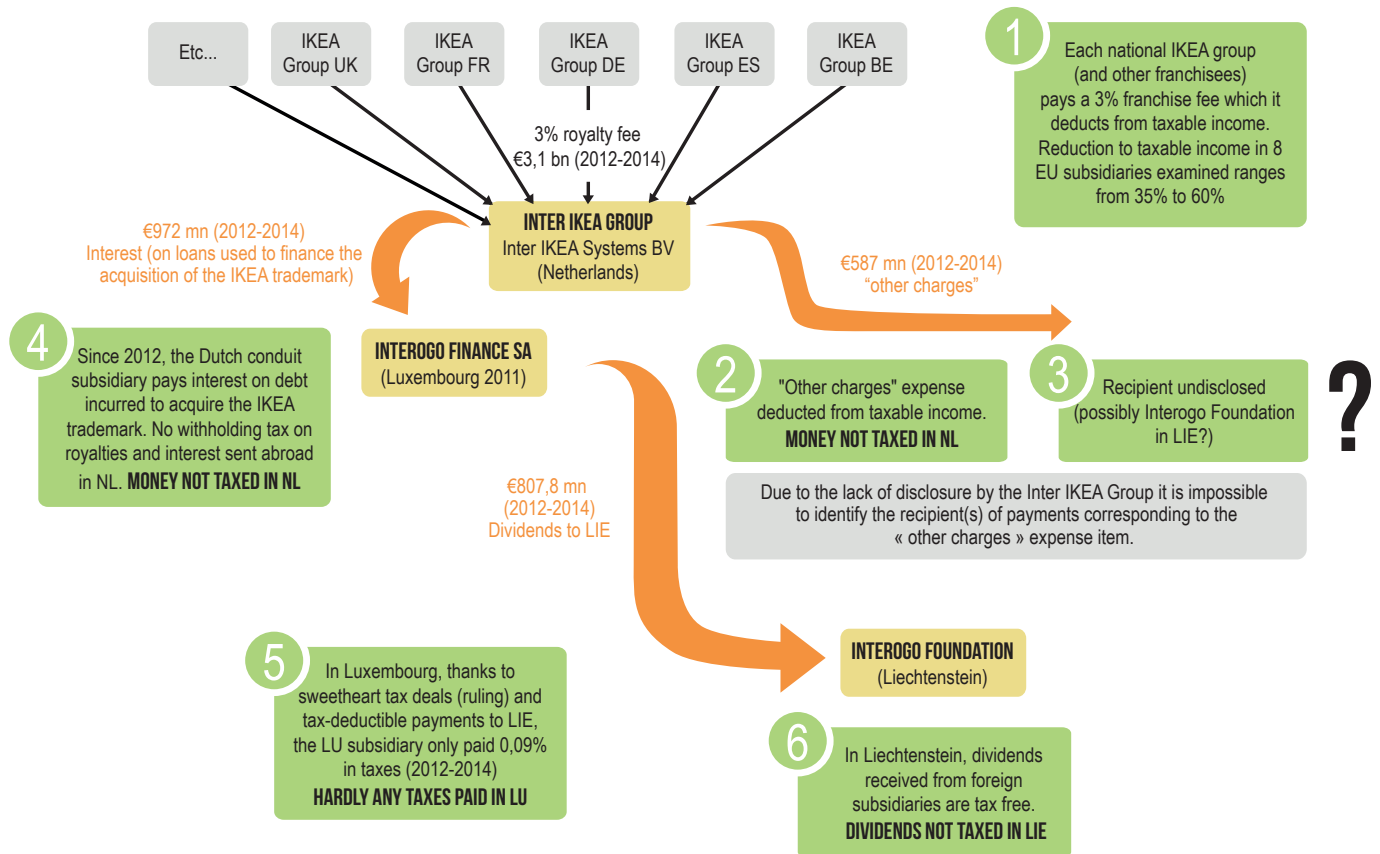 Etc...
IKEA
Group UK
IKEA
Group FR
IKEA
Group DE
IKEA
Group ES
IKEA
Group BE
1
Each national IKEA group
(and other franchisees)
pays a 3% franchise fee which it
deducts from taxable income.
Reduction to taxable income in 8
EU subsidiaries examined ranges
from 35% to 60%
3% royalty fee
€3,1 bn (2012-2014)
INTER IKEA GROUP
Inter IKEA Systems BV
(Netherlands)
€972 mn (2012-2014)
Interest (on loans used to finance the
acquisition of the IKEA trademark)
€587 mn (2012-2014)
“other charges”
4
Since 2012, the Dutch conduit
subsidiary pays interest on debt
incurred to acquire the IKEA
trademark. No withholding tax on
royalties and interest sent abroad
in NL. MONEY NOT TAXED IN NL
INTEROGO FINANCE SA
(Luxembourg 2011)
2
"Other charges" expense
deducted from taxable income.
MONEY NOT TAXED IN NL
3
Recipient undisclosed
(possibly Interogo Foundation
in LIE?)
?
Due to the lack of disclosure by the Inter IKEA Group it is impossible
to identify the recipient(s) of payments corresponding to the
« other charges » expense item.
€807,8 mn
(2012-2014)
Dividends to LIE
INTEROGO FOUNDATION
(Liechtenstein)
5
In Luxembourg, thanks to
sweetheart tax deals (ruling) and
tax-deductible payments to LIE,
the LU subsidiary only paid 0,09%
in taxes (2012-2014)
HARDLY ANY TAXES PAID IN LU
6
In Liechtenstein, dividends
received from foreign
subsidiaries are tax free.
DIVIDENDS NOT TAXED IN LIE